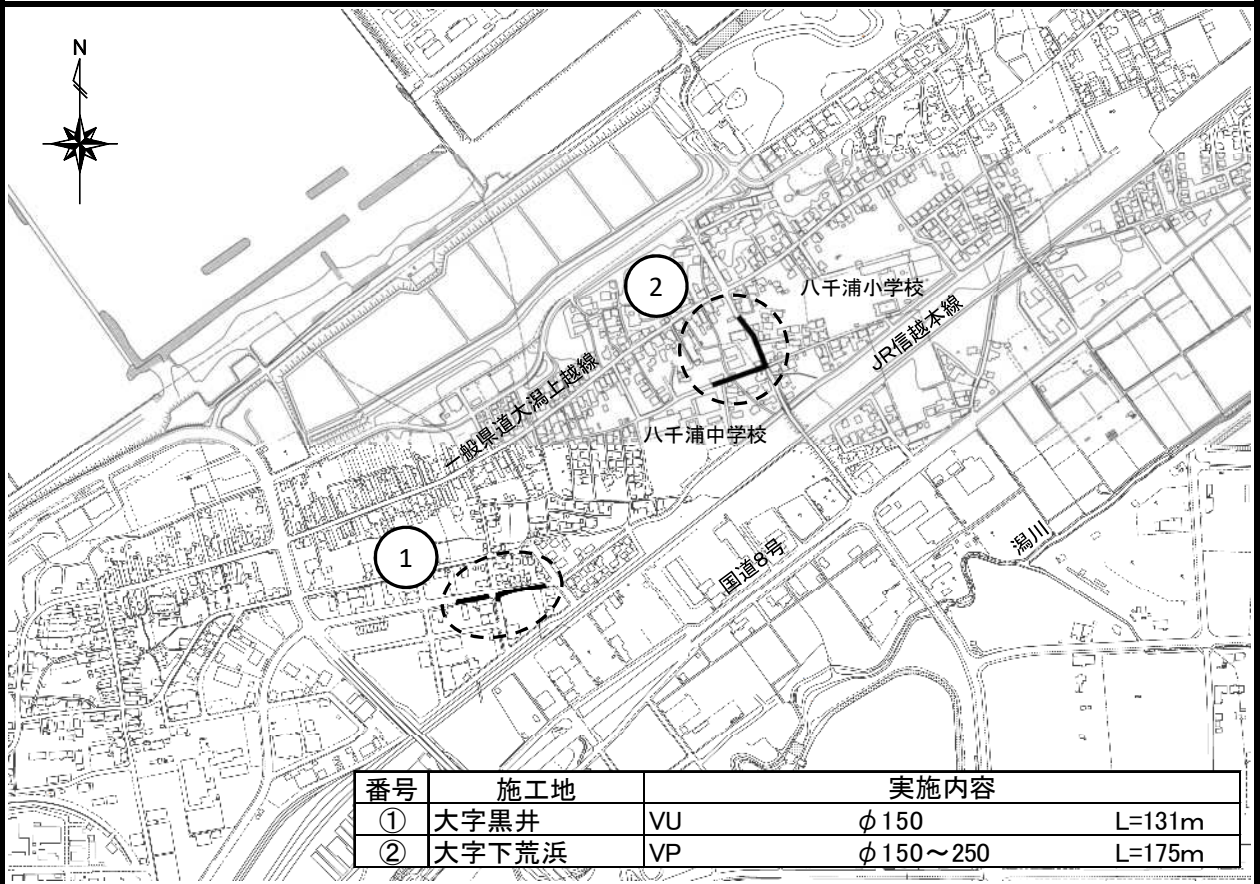 N
2
八千浦小学校
JR信越本線
一般県道大潟上越線
八千浦中学校
1
国道8号
潟川
番号 施工地 実施内容
① 大字黒井 VU φ150 L=131m
② 大字下荒浜 VP φ150～250 L=175m